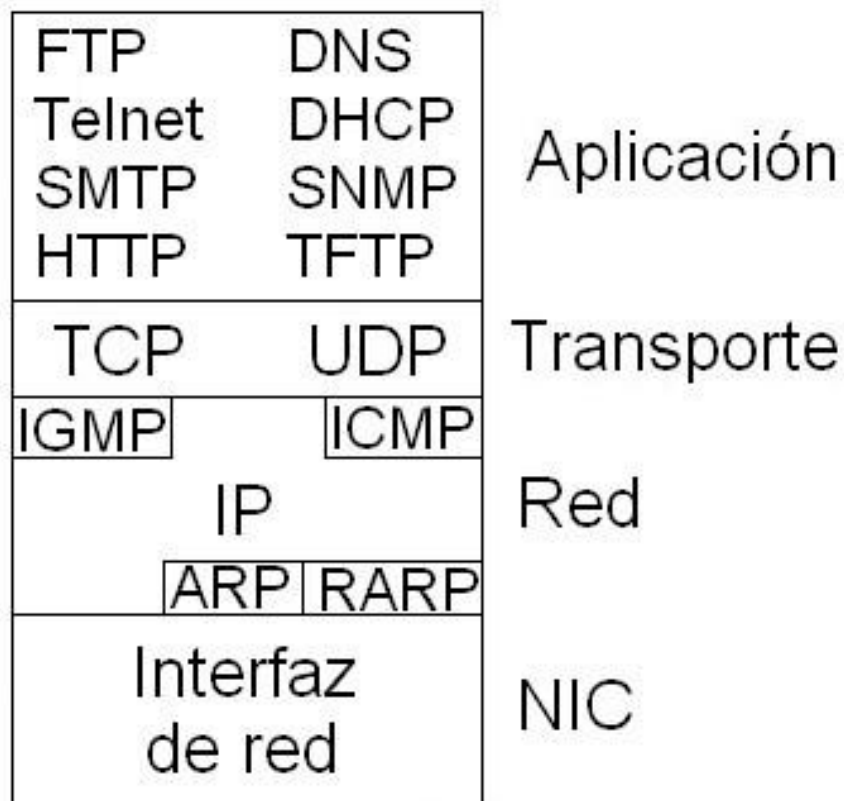 FTP DNS
Telnet DHCP
SMTP SNMP
HTTP TFTP
Aplicación
TCP UDP
Transporte
IGMP ICMP
IP
Red
ARP RARP
Interfaz
de red
NIC